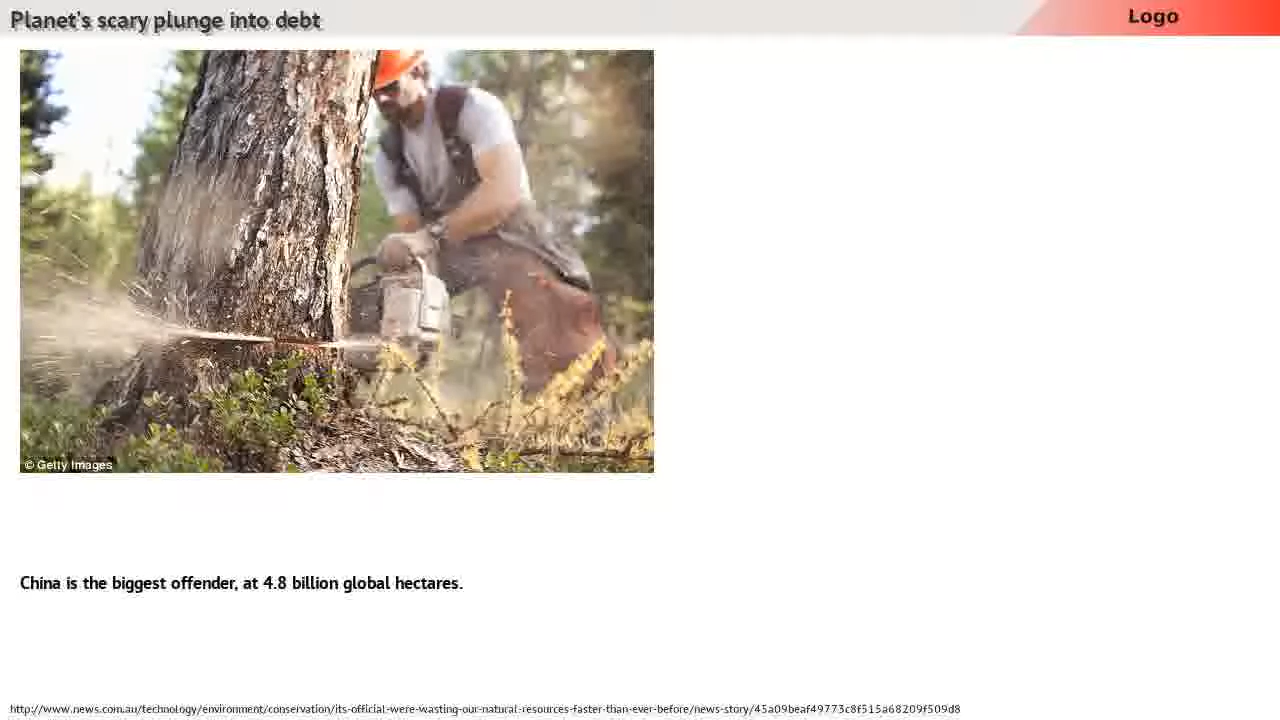 Planet's scary plunge into debt
Logo
© Getty Images
China is the biggest offender, at 4.8 billion global hectares.
http://www.news.com.au/technology/environment/conservation/its-official-were-wasting-our-natural-resources-faster-than-ever-before/news-story/45a09beaf49773c8f515a68209f509d8